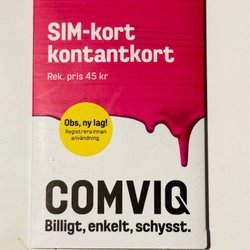 SIM-kort
kontantkort
Rek. pris 45 kr
Obs, ny lag!
Registrera innan
användning.
COMVIQ
Billigt, enkelt, schysst.